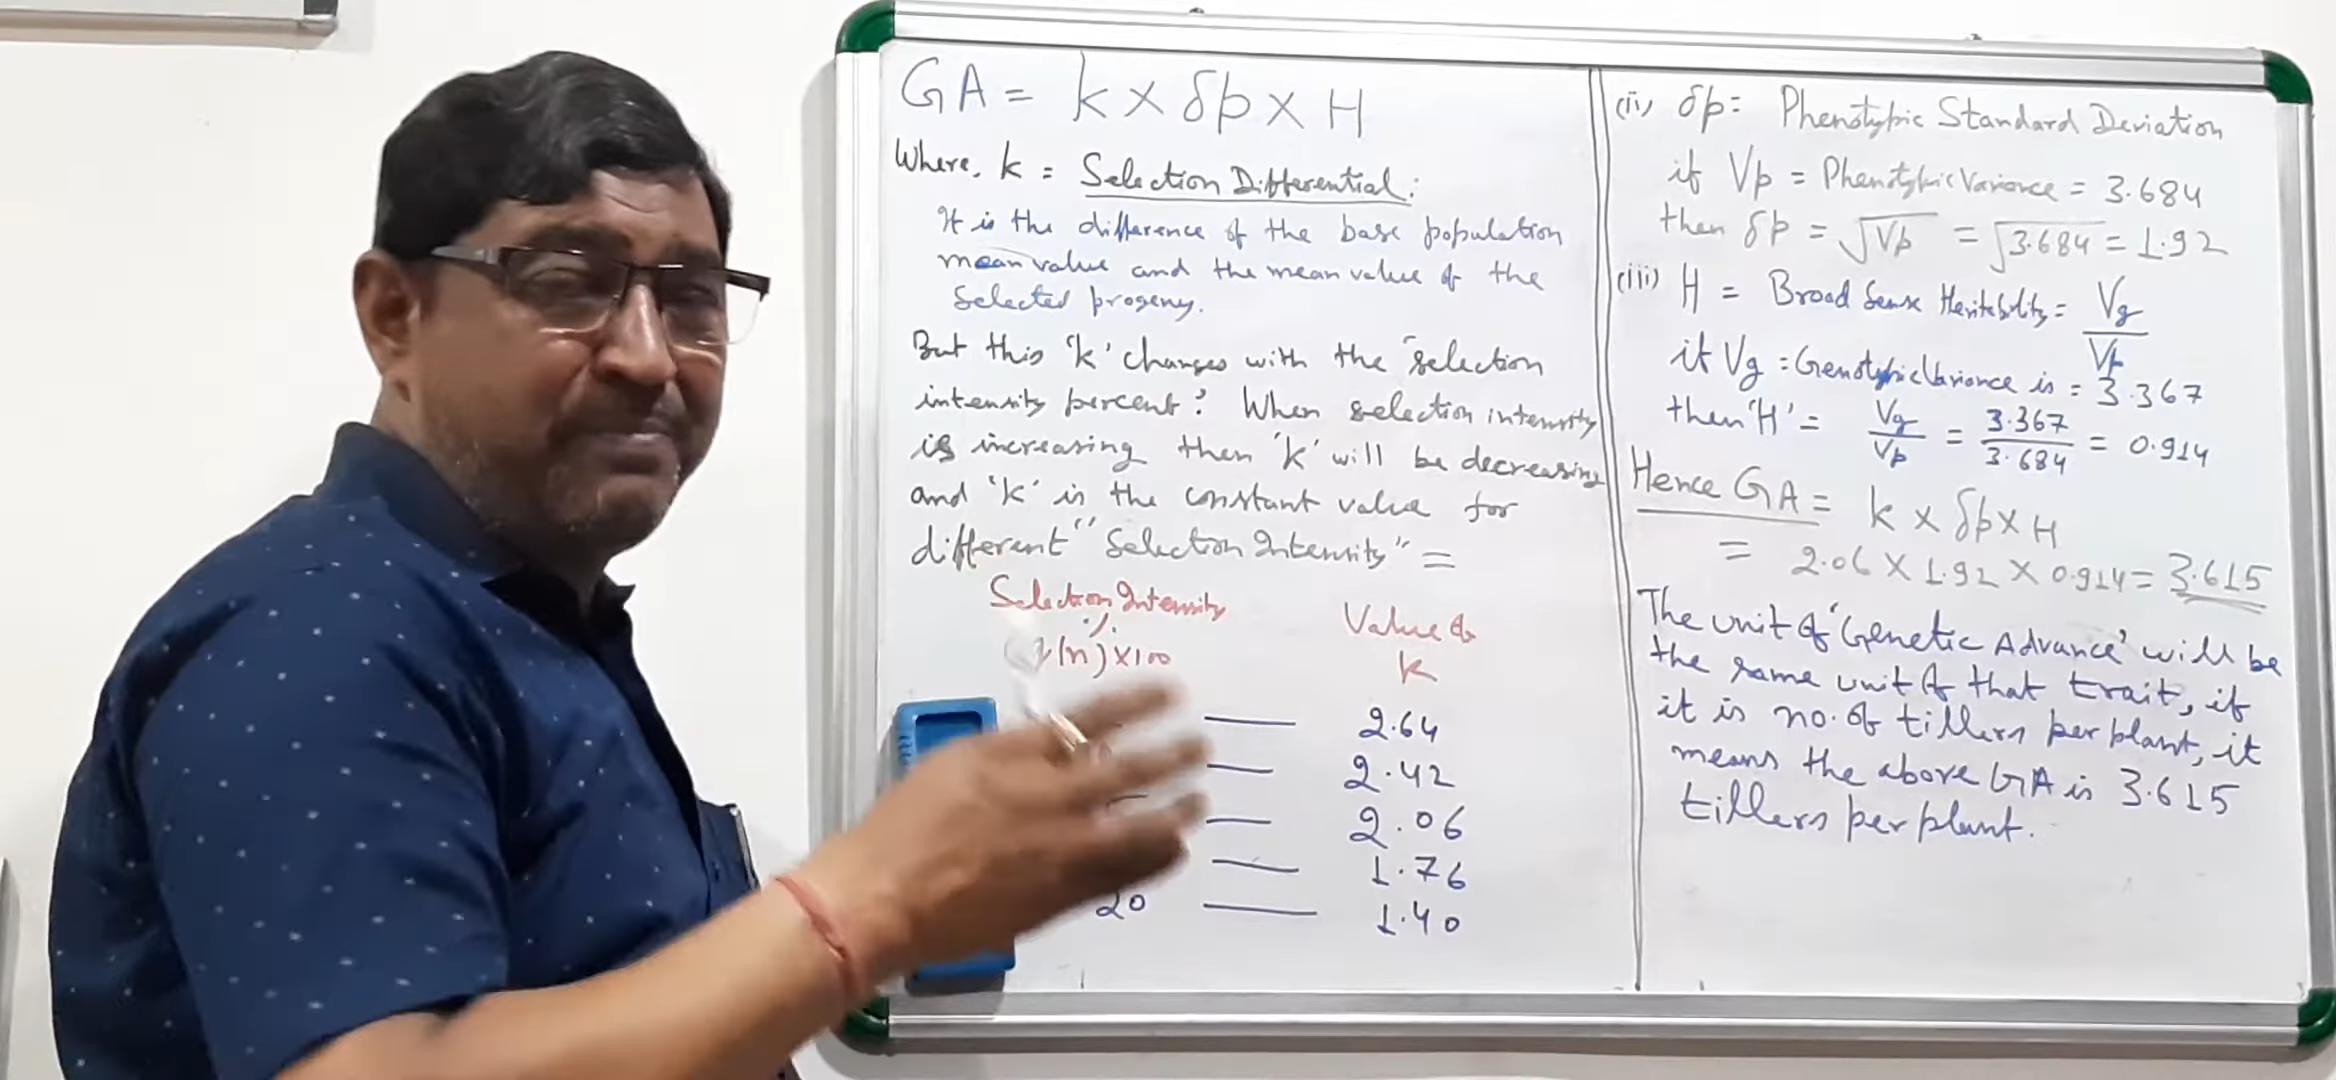 GA = k × δp × H
Where, k = Selection Differential:
It is the difference of the base population
mean value and the mean value of the
Selected progeny.
But this 'k' changes with the "selection
intensity percent? When selection intensity
is increasing then 'k' will be decreasing
and 'k' is the constant value for
different "Selection Intensity" =
Selection Intensity
%
(n) × 100
Value of
k
2.64
2.42
2.06
1.76
20 — 1.40
(ii) δp = Phenotypic Standard Deviation
if Vp = Phenotypic Variance = 3.684
then δp = √Vp = √3.684 = 1.92
(iii) H = Broad Sense Heritability = Vg/Vp
if Vg = Genotypic Variance is = 3.367
then 'H' = Vg/Vp = 3.367/3.684 = 0.914
Hence GA = k × δp × H
= 2.06 × 1.92 × 0.914 = 3.615
The unit of 'Genetic Advance' will be
the same unit of that trait, if
it is no. of tillers per plant, it
means the above GA is 3.615
tillers per plant.